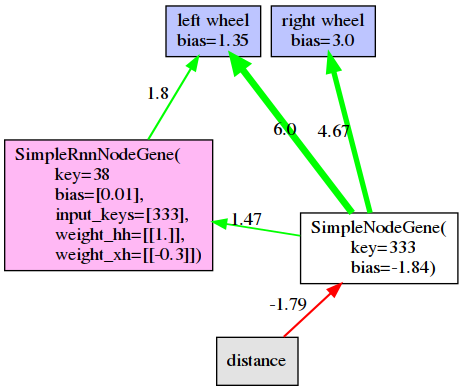 left wheel
bias=1.35
right wheel
bias=3.0
1.8
6.0
4.67
SimpleRnnNodeGene(
key=38
bias=[0.01],
input_keys=[333],
weight_hh=[[1.]],
weight_xh=[[-0.3]])
1.47
SimpleNodeGene(
key=333
bias=-1.84)
-1.79
distance